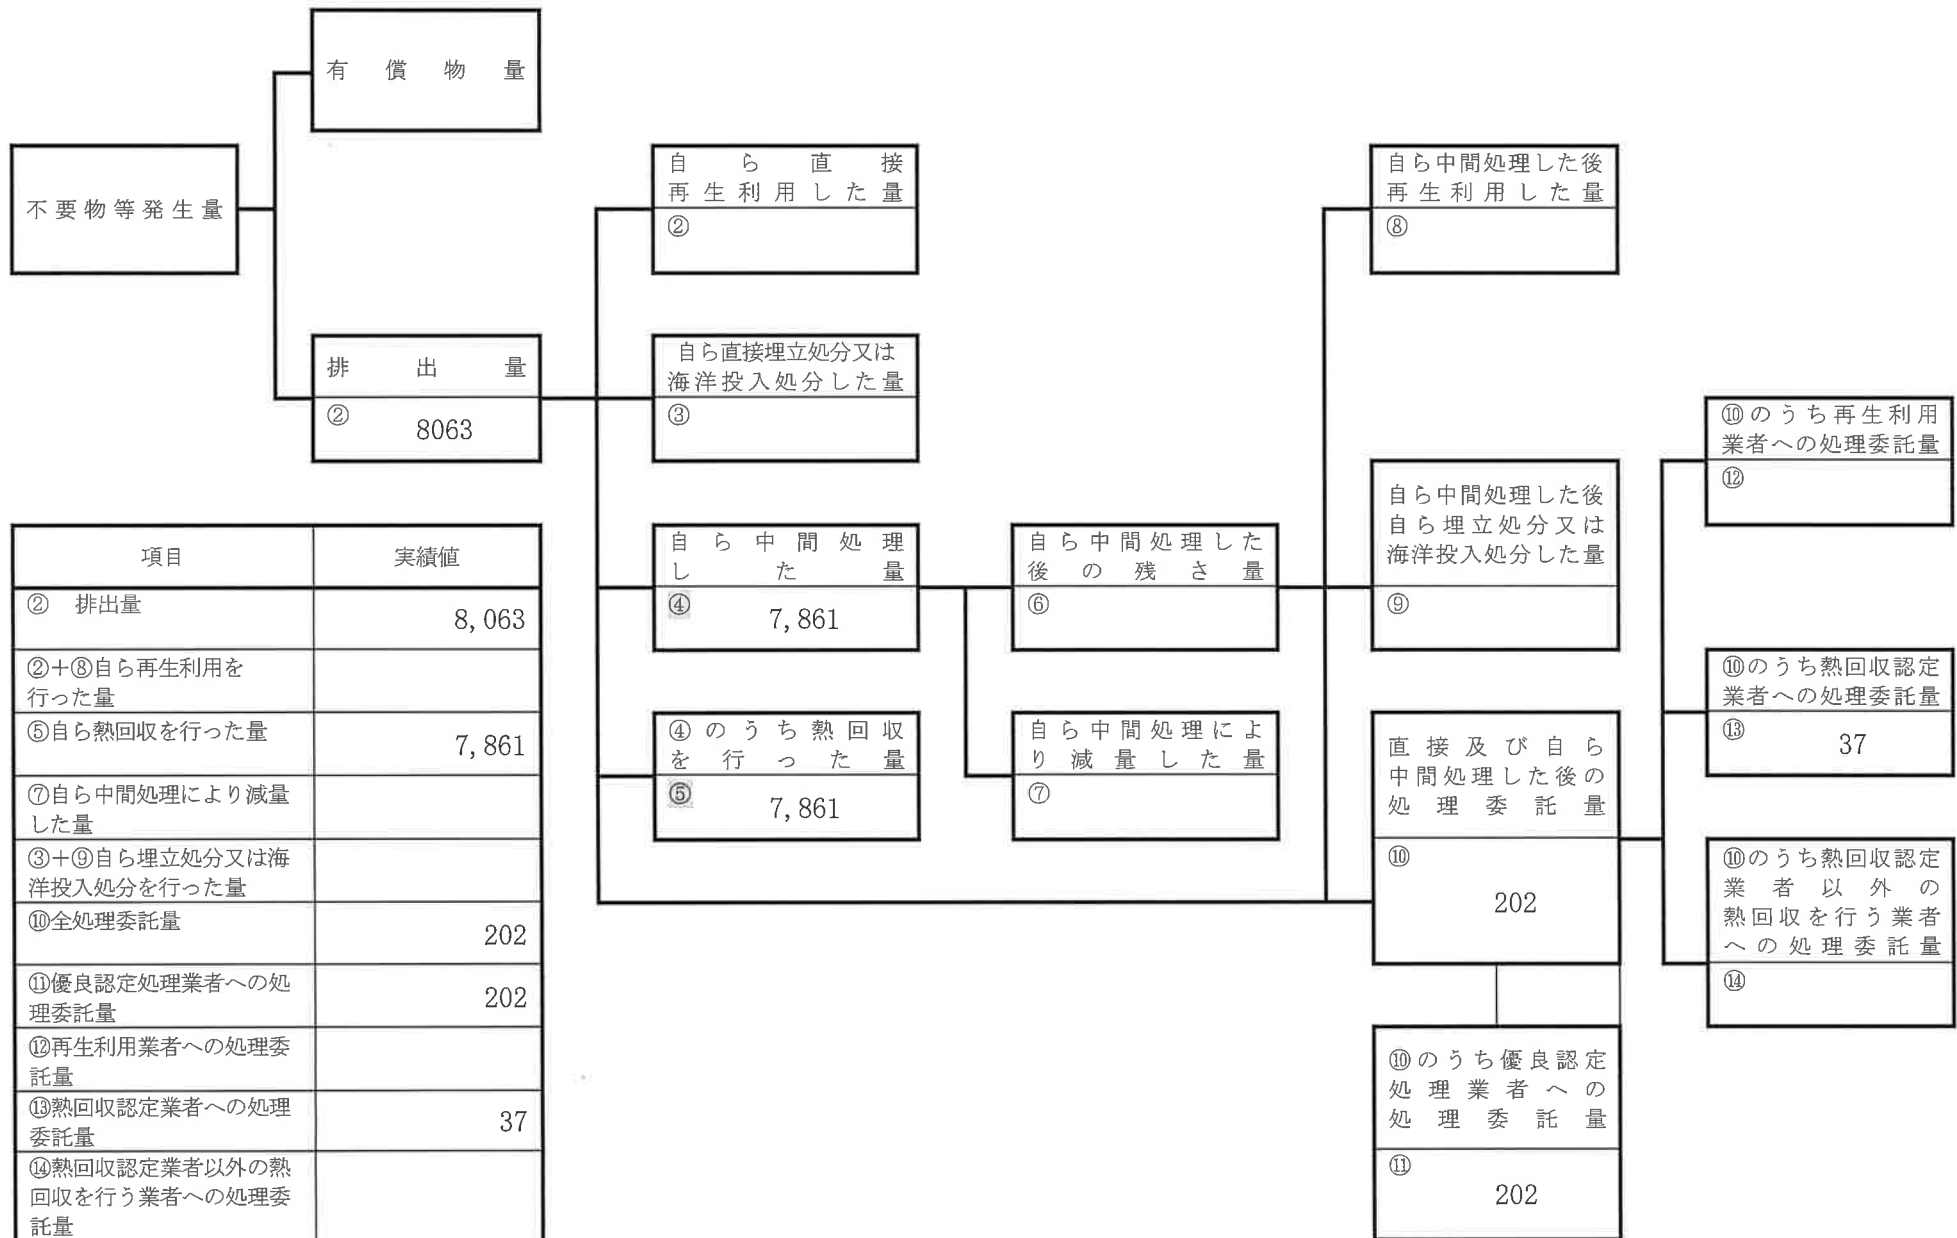 有償物量
不要物等発生量
排出量
② 8063
自ら直接
再生利用した量
②
自ら直接埋立処分又は
海洋投入処分した量
③
自ら中間処理
した量
④ 7,861
④のうち熱回収
を行った量
⑤ 7,861
自ら中間処理した
後の残さ量
⑥
自ら中間処理によ
り減量した量
⑦
自ら中間処理した後
再生利用した量
⑧
自ら中間処理した後
自ら埋立処分又は
海洋投入処分した量
⑨
直接及び自ら
中間処理した後の
処理委託量
⑩
202
⑩のうち優良認定
処理業者への
処理委託量
⑪
202
⑩のうち再生利用
業者への処理委託量
⑫
⑩のうち熱回収認定
業者への処理委託量
⑬ 37
⑩のうち熱回収認定
業者以外の
熱回収を行う業者
への処理委託量
⑭
項目 実績値
② 排出量 8,063
②+⑧自ら再生利用を
行った量
⑤自ら熱回収を行った量 7,861
⑦自ら中間処理により減量
した量
③+⑨自ら埋立処分又は海
洋投入処分を行った量
⑩全処理委託量 202
⑪優良認定処理業者への処
理委託量 202
⑫再生利用業者への処理委
託量
⑬熱回収認定業者への処理
委託量 37
⑭熱回収認定業者以外の熱
回収を行う業者への処理委
託量